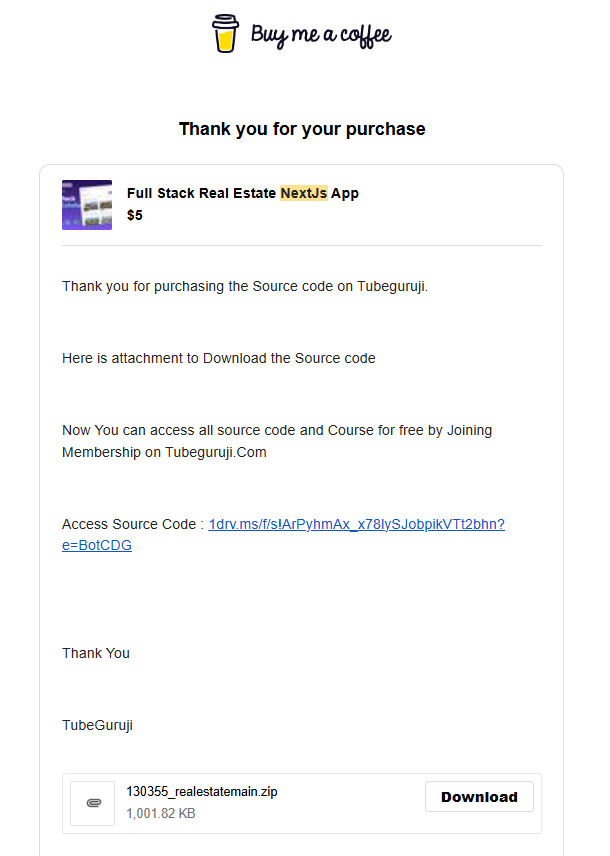 Buy me a coffee
Thank you for your purchase
Full Stack Real Estate NextJs App
$5
Thank you for purchasing the Source code on Tubeguruji.
Here is attachment to Download the Source code
Now You can access all source code and Course for free by Joining
Membership on Tubeguruji.Com
Access Source Code : 1drv.ms/f/s!ArPyhmAx_x78lySJobpikVTt2bhn?
e=BotCDG
Thank You
TubeGuruji
130355_realestatemain.zip
Download
1,001.82 KB